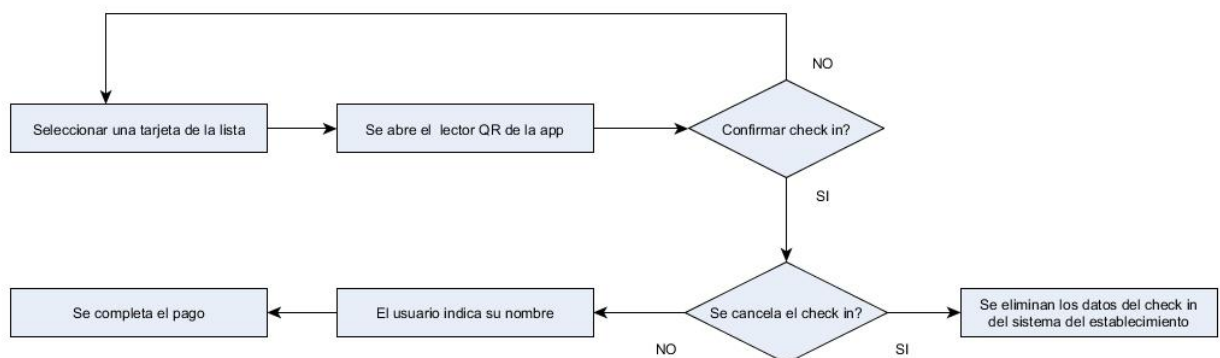 NO
Seleccionar una tarjeta de la lista
Se abre el lector QR de la app
Confirmar check in?
SI
Se completa el pago
El usuario indica su nombre
Se cancela el check in?
Se eliminan los datos del check in
del sistema del establecimiento
NO
SI